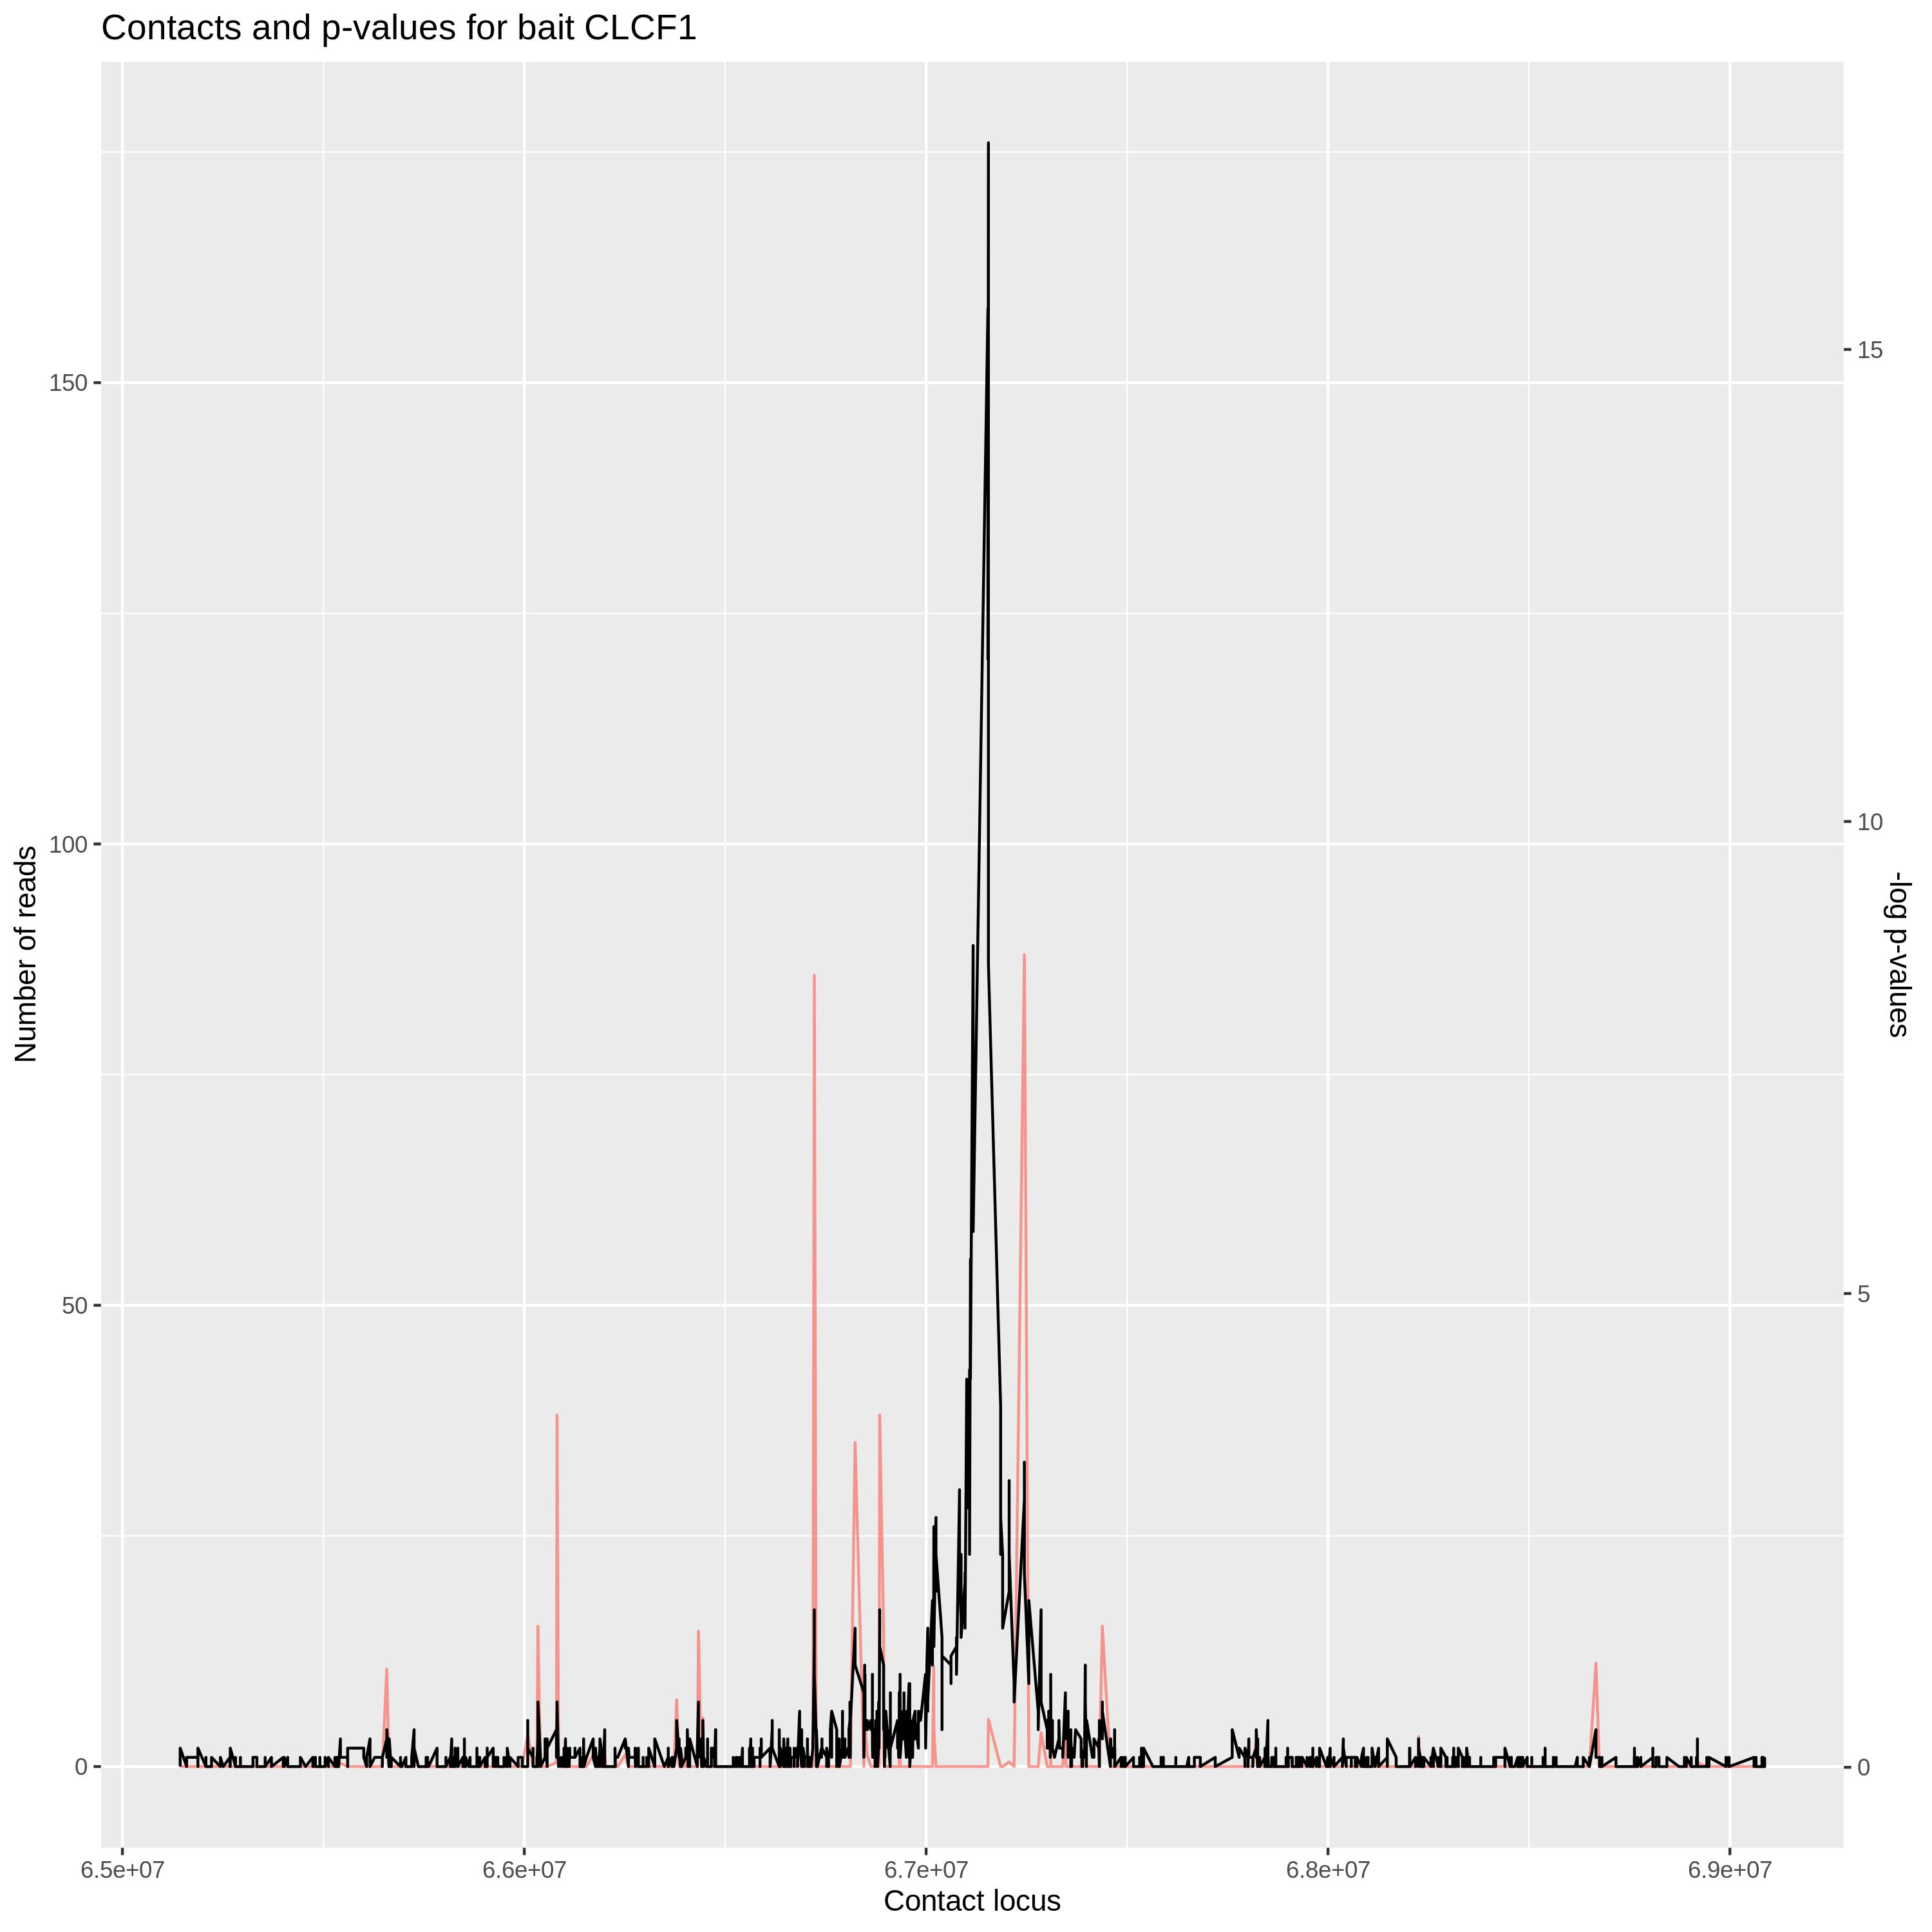 Contacts and p-values for bait CLCF1
150
100
50
0
Number of reads
15
10
5
0
-log p-values
6.5e+07
6.6e+07
6.7e+07
6.8e+07
6.9e+07
Contact locus